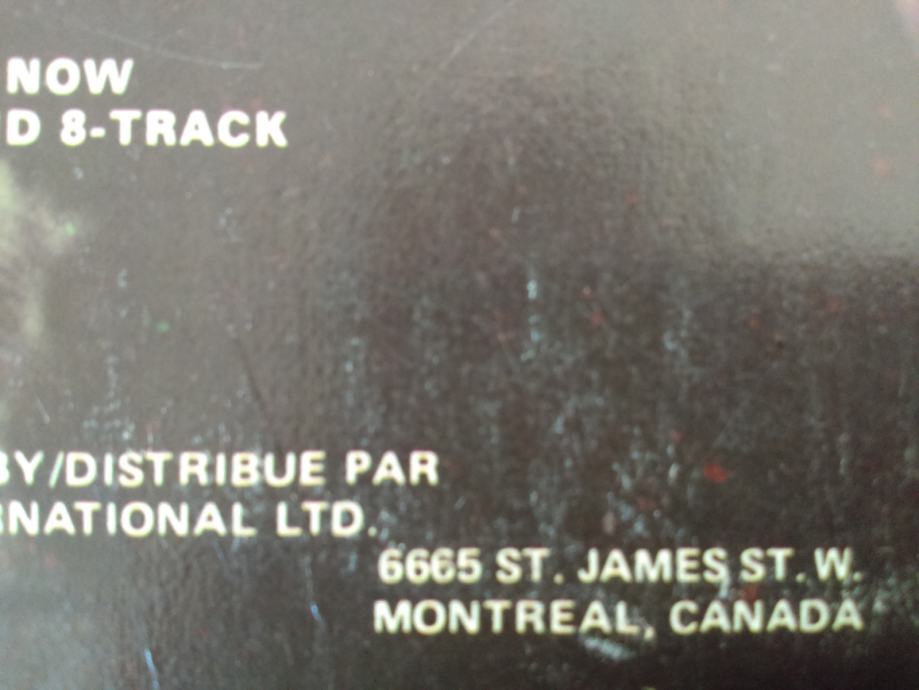 NOW
D 8-TRACK
BY/DISTRIBUE PAR
RNATIONAL LTD.
6665 ST. JAMES ST. W.
MONTREAL, CANADA